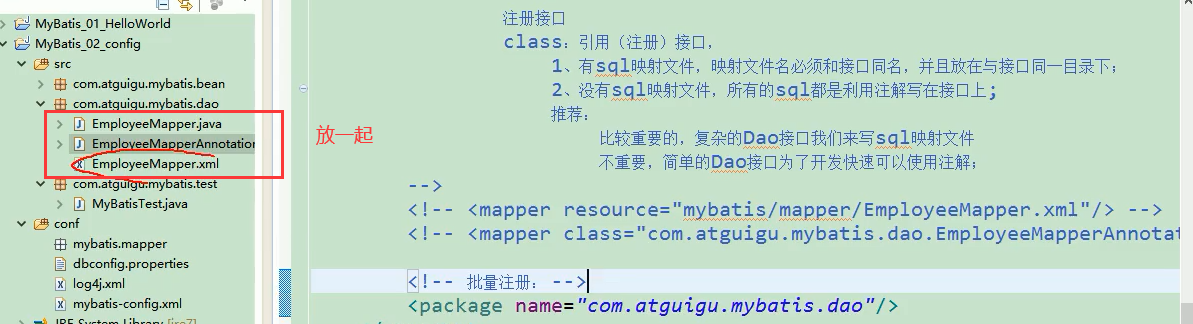 MyBatis_01_HelloWorld
MyBatis_02_config
src
com.atguigu.mybatis.bean
com.atguigu.mybatis.dao
EmployeeMapper.java
EmployeeMapperAnnotation
EmployeeMapper.xml
com.atguigu.mybatis.test
MyBatisTest.java
conf
mybatis.mapper
dbconfig.properties
log4j.xml
mybatis-config.xml
JRE System Library [jre7]
放一起
注册接口
class：引用（注册）接口，
1、有sql映射文件，映射文件名必须和接口同名，并且放在与接口同一目录下；
2、没有sql映射文件，所有的sql都是利用注解写在接口上；
推荐：
比较重要的，复杂的Dao接口我们来写sql映射文件
不重要，简单的Dao接口为了开发快速可以使用注解；
-->
<!-- <mapper resource="mybatis/mapper/EmployeeMapper.xml"/> -->
<!-- <mapper class="com.atguigu.mybatis.dao.EmployeeMapperAnnotat
<!-- 批量注册： -->
<package name="com.atguigu.mybatis.dao"/>